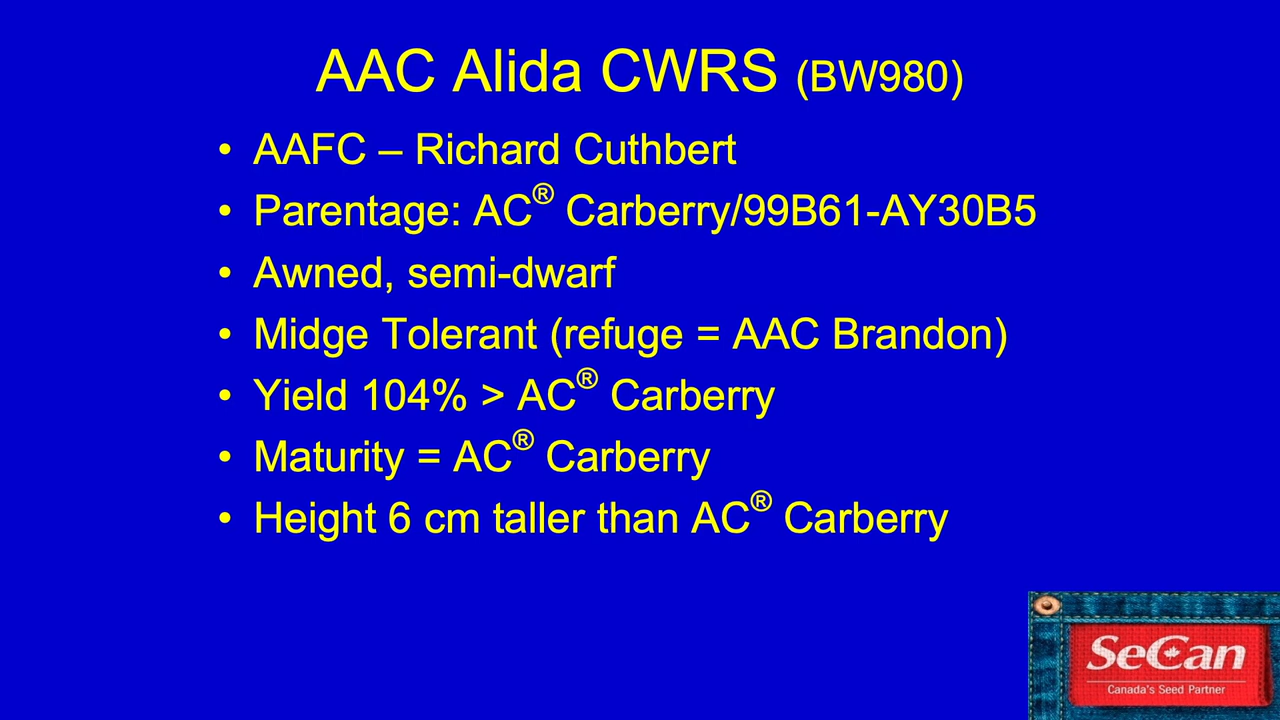 AAC Alida CWRS (BW980)
• AAFC – Richard Cuthbert
• Parentage: AC® Carberry/99B61-AY30B5
• Awned, semi-dwarf
• Midge Tolerant (refuge = AAC Brandon)
• Yield 104% > AC® Carberry
• Maturity = AC® Carberry
• Height 6 cm taller than AC® Carberry
SeCan
Canada's Seed Partner